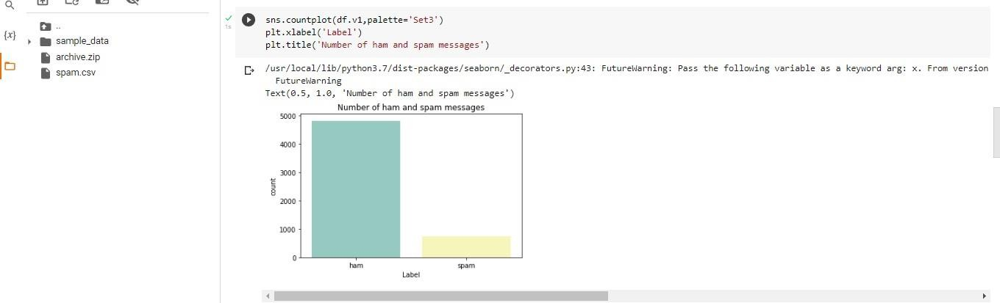 {x}
..
sample_data
archive.zip
spam.csv
1s
sns.countplot(df.v1,palette='Set3')
plt.xlabel('Label')
plt.title('Number of ham and spam messages')
/usr/local/lib/python3.7/dist-packages/seaborn/_decorators.py:43: FutureWarning: Pass the following variable as a keyword arg: x. From version
FutureWarning
Text(0.5, 1.0, 'Number of ham and spam messages')
Number of ham and spam messages
5000
4000
3000
2000
1000
0
count
ham spam
Label